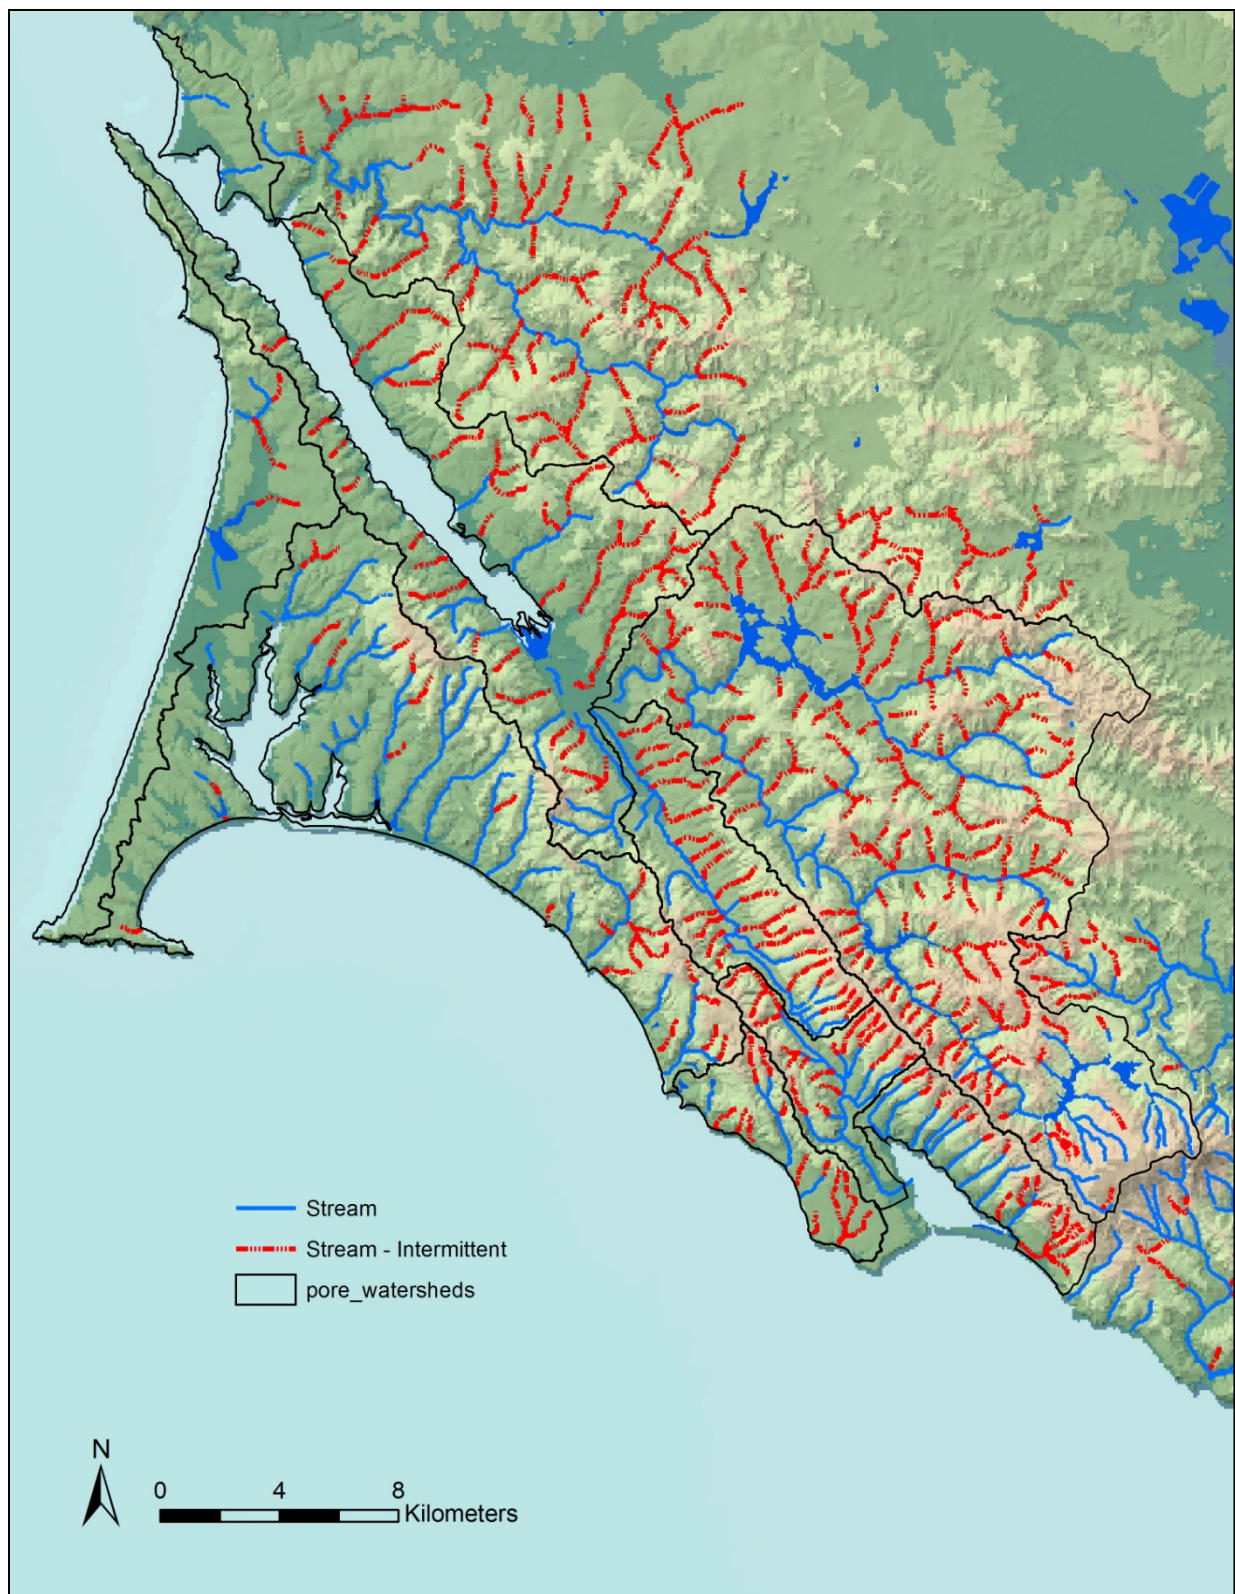 Stream
Stream - Intermittent
pore_watersheds
N
0 4 8
Kilometers